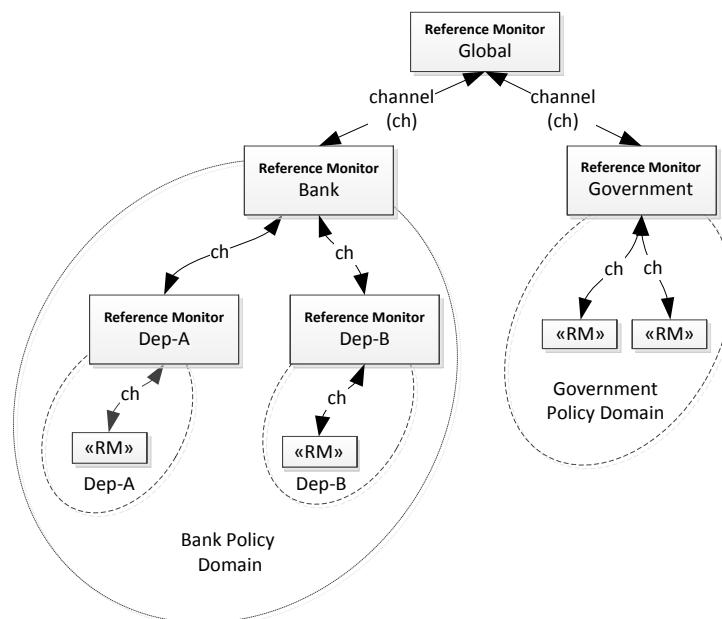 Reference Monitor
Global
channel
(ch)
channel
(ch)
Reference Monitor
Bank
Reference Monitor
Government
ch
ch
ch
ch
Reference Monitor
Dep-A
Reference Monitor
Dep-B
«RM»
«RM»
ch
ch
Government
Policy Domain
«RM»
«RM»
Dep-A
Dep-B
Bank Policy
Domain